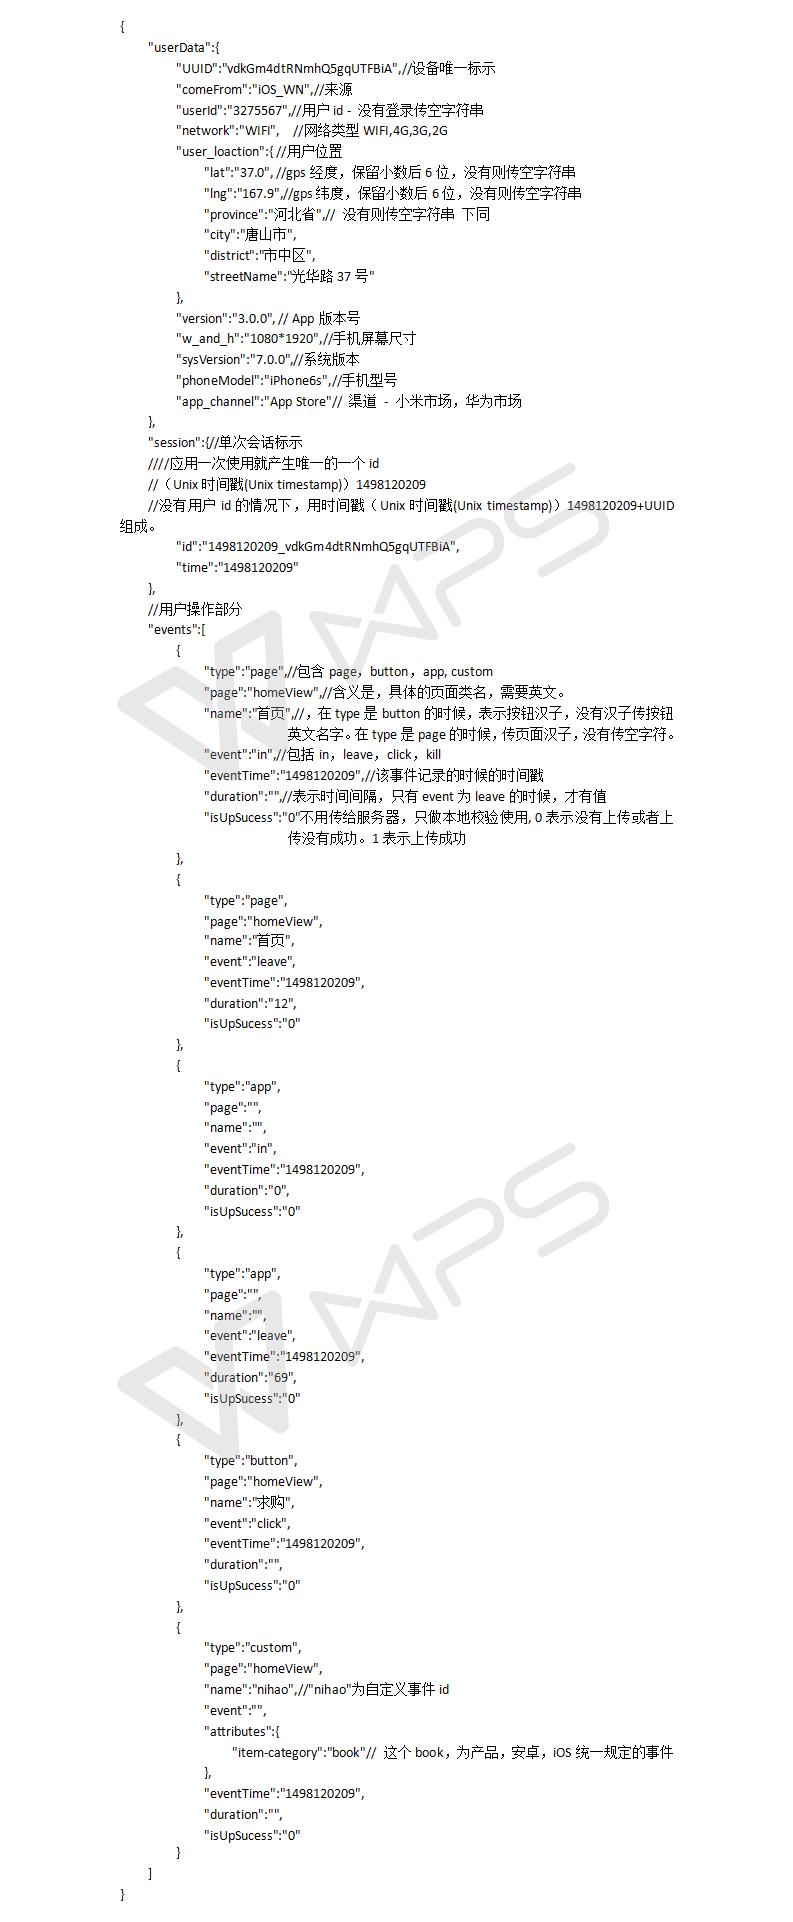 {
"userData":{
"UUID":"vdkGm4dtRNmhQ5gqUTFBiA",//设备唯一标示
"comeFrom":"iOS_WN",//来源
"userId":"3275567",//用户 id - 没有登录传空字符串
"network":"WIFI", //网络类型 WIFI,4G,3G,2G
"user_loaction":{ //用户位置
"lat":"37.0", //gps 经度，保留小数后 6 位，没有则传空字符串
"lng":"167.9",//gps 纬度，保留小数后 6 位，没有则传空字符串
"province":"河北省",// 没有则传空字符串 下同
"city":"唐山市",
"district":"市中区",
"streetName":"光华路 37 号"
},
"version":"3.0.0", // App 版本号
"w_and_h":"1080*1920",//手机屏幕尺寸
"sysVersion":"7.0.0",//系统版本
"phoneModel":"iPhone6s",//手机型号
"app_channel":"App Store"// 渠道 - 小米市场，华为市场
},
"session":{//单次会话标示
////应用一次使用就产生唯一的一个 id
//（Unix 时间戳(Unix timestamp)）1498120209
//没有用户 id 的情况下，用时间戳（Unix 时间戳(Unix timestamp)）1498120209+UUID
组成。
"id":"1498120209_vdkGm4dtRNmhQ5gqUTFBiA",
"time":"1498120209"
},
//用户操作部分
"events":[
{
"type":"page",//包含 page，button，app, custom
"page":"homeView",//含义是，具体的页面类名，需要英文。
"name":"首页",//，在 type 是 button 的时候，表示按钮汉子，没有汉子传按钮
英文名字。在 type 是 page 的时候，传页面汉子，没有传空字符。
"event":"in",//包括 in，leave，click，kill
"eventTime":"1498120209",//该事件记录的时候的时间戳
"duration":"",//表示时间间隔，只有 event 为 leave 的时候，才有值
"isUpSucess":"0"不用传给服务器，只做本地校验使用, 0 表示没有上传或者上
传没有成功。1 表示上传成功
},
{
"type":"page",
"page":"homeView",
"name":"首页",
"event":"leave",
"eventTime":"1498120209",
"duration":"12",
"isUpSucess":"0"
},
{
"type":"app",
"page":"",
"name":"",
"event":"in",
"eventTime":"1498120209",
"duration":"0",
"isUpSucess":"0"
},
{
"type":"app",
"page":"",
"name":"",
"event":"leave",
"eventTime":"1498120209",
"duration":"69",
"isUpSucess":"0"
},
{
"type":"button",
"page":"homeView",
"name":"求购",
"event":"click",
"eventTime":"1498120209",
"duration":"",
"isUpSucess":"0"
},
{
"type":"custom",
"page":"homeView",
"name":"nihao",//"nihao"为自定义事件 id
"event":"",
"attributes":{
"item-category":"book"// 这个 book，为产品，安卓，iOS 统一规定的事件
},
"eventTime":"1498120209",
"duration":"",
"isUpSucess":"0"
}
]
}
WPS
WPS